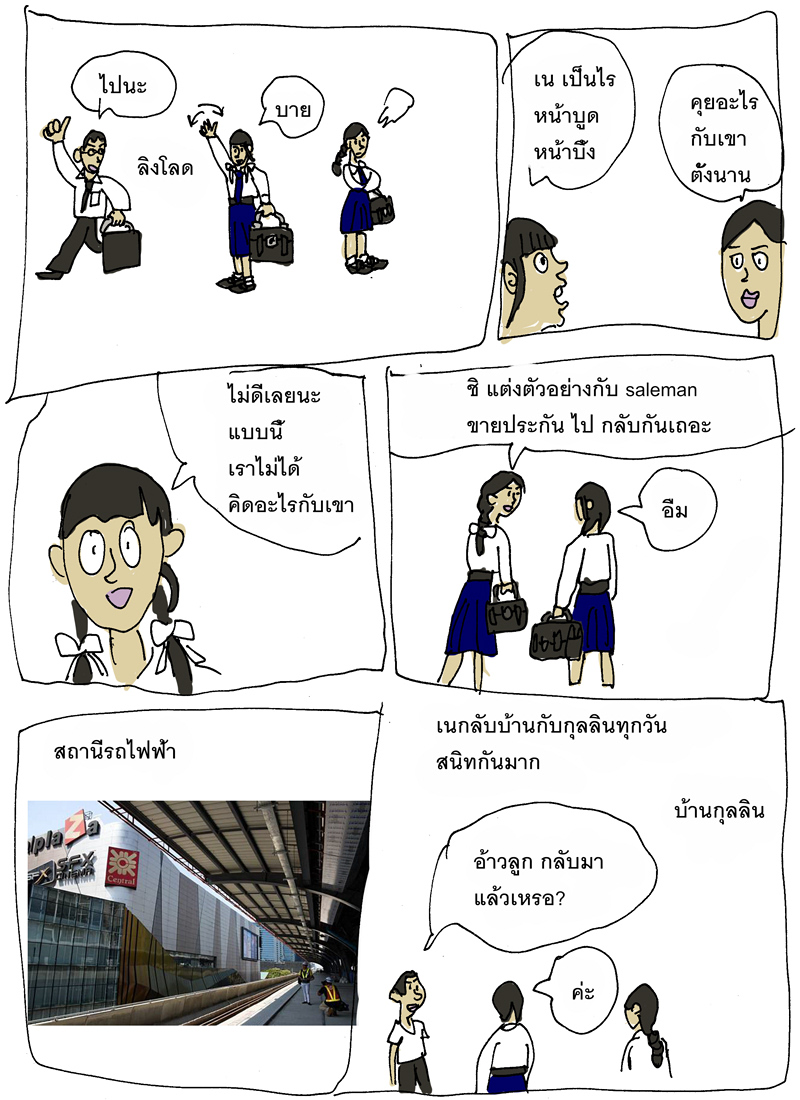 ไปนะ
ลิงโลด
บาย
เน เป็นไร
หน้าบูด
หน้าบึ้ง
คุยอะไร
กับเขา
ตั้งนาน
ไม่ดีเลยนะ
แบบนี้
เราไม่ได้
คิดอะไรกับเขา
ชิ แต่งตัวอย่างกับ saleman
ขายประกัน ไป กลับกันเถอะ
อืม
สถานีรถไฟฟ้า
plaza
SFX
SFX
CINEMA
Central
เนกลับบ้านกับกุลลินทุกวัน
สนิทกันมาก
บ้านกุลลิน
อ้าวลูก กลับมา
แล้วเหรอ?
ค่ะ